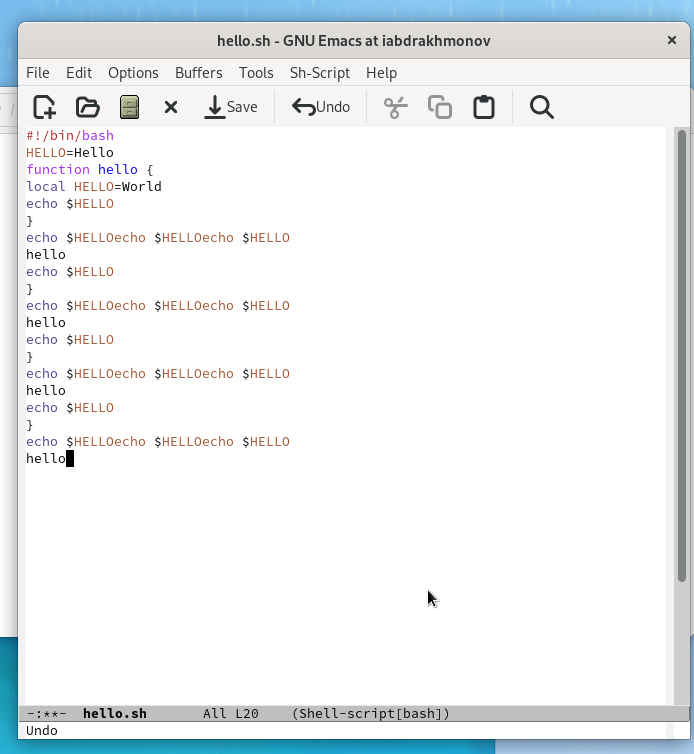 hello.sh - GNU Emacs at iabdrakhmonov ×
File Edit Options Buffers Tools Sh-Script Help
Save Undo
#!/bin/bash
HELLO=Hello
function hello {
local HELLO=World
echo $HELLO
}
echo $HELLOecho $HELLOecho $HELLO
hello
echo $HELLO
}
echo $HELLOecho $HELLOecho $HELLO
hello
echo $HELLO
}
echo $HELLOecho $HELLOecho $HELLO
hello
echo $HELLO
}
echo $HELLOecho $HELLOecho $HELLO
hello
-:**- hello.sh All L20 (Shell-script[bash])
Undo